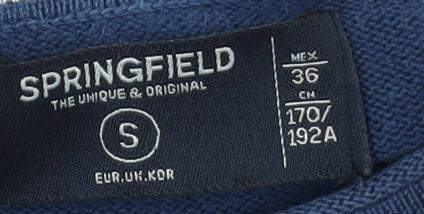 SPRINGFIELD
THE UNIQUE & ORIGINAL
S
EUR.UK.KOR
MEX
36
CN
170/
192A